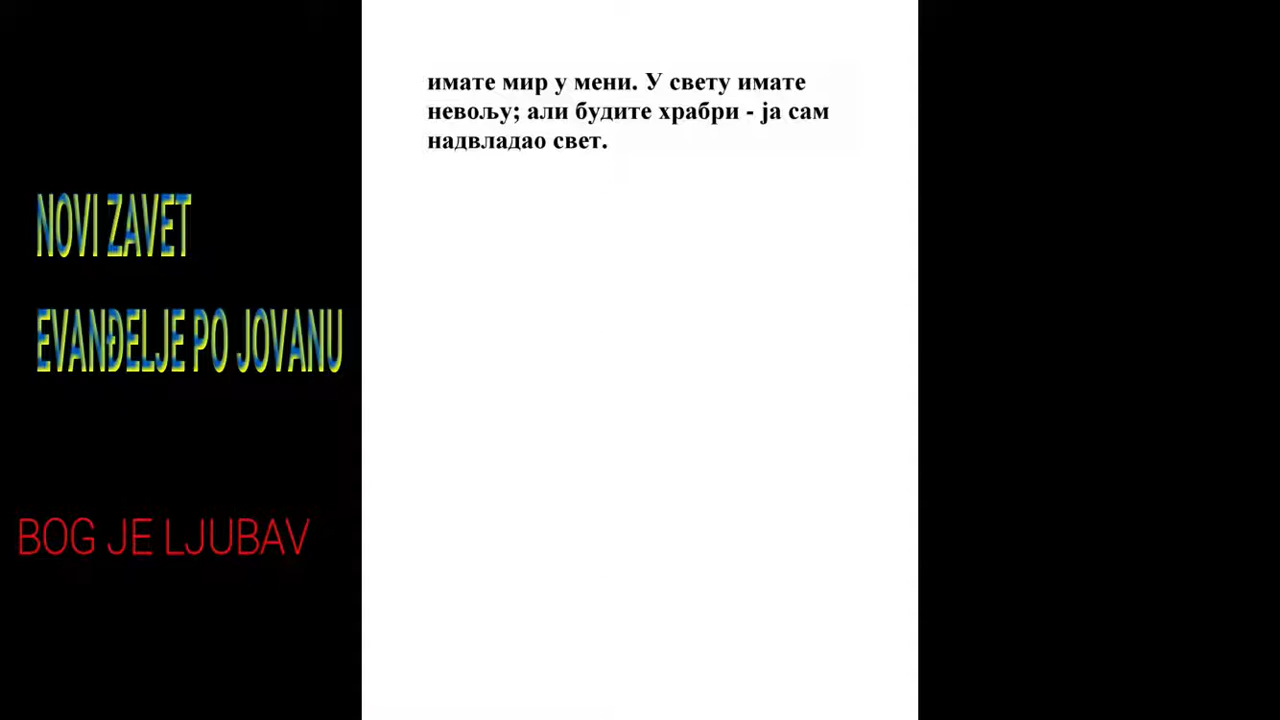 имате мир у мени. У свету имате
невољу; али будите храбри - ја сам
надвладао свет.
NOVI ZAVET
EVANĐELJE PO JOVANU
BOG JE LJUBAV